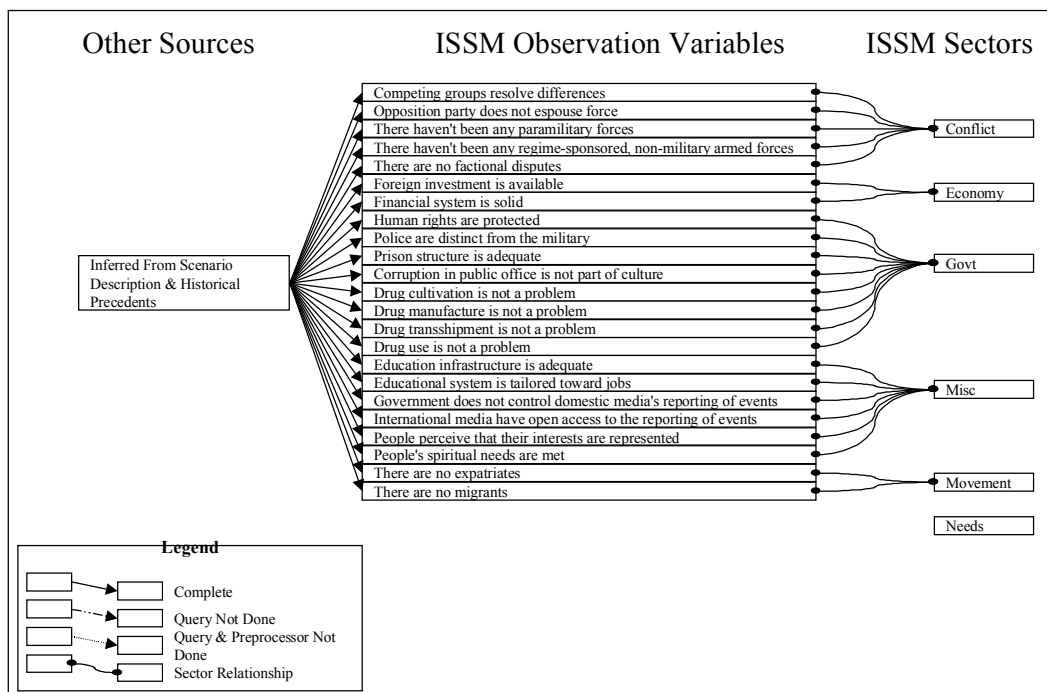 Other Sources
ISSM Observation Variables
ISSM Sectors
Inferred From Scenario
Description & Historical
Precedents
Competing groups resolve differences
Opposition party does not espouse force
There haven't been any paramilitary forces
There haven't been any regime-sponsored, non-military armed forces
There are no factional disputes
Foreign investment is available
Financial system is solid
Human rights are protected
Police are distinct from the military
Prison structure is adequate
Corruption in public office is not part of culture
Drug cultivation is not a problem
Drug manufacture is not a problem
Drug transshipment is not a problem
Drug use is not a problem
Education infrastructure is adequate
Educational system is tailored toward jobs
Government does not control domestic media's reporting of events
International media have open access to the reporting of events
People perceive that their interests are represented
People's spiritual needs are met
There are no expatriates
There are no migrants
Conflict
Economy
Govt
Misc
Movement
Needs
Legend
Complete
Query Not Done
Query & Preprocessor Not
Done
Sector Relationship